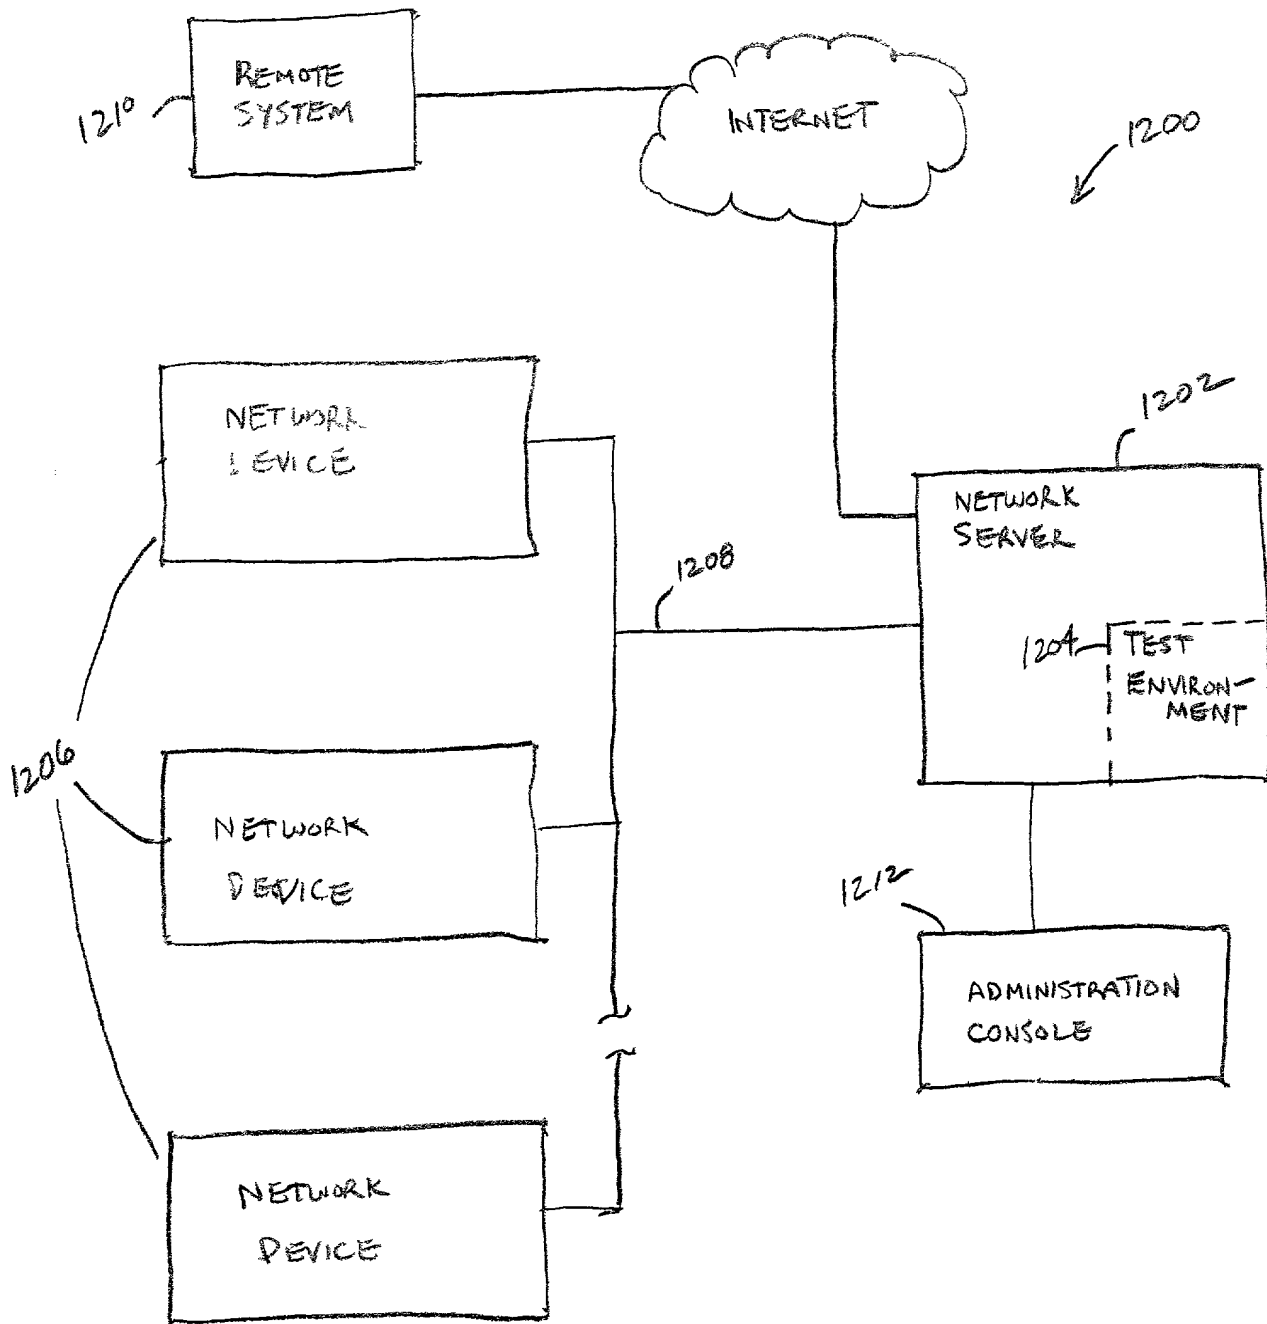 REMOTE
SYSTEM
1210
INTERNET
1200
NETWORK
DEVICE
1202
NETWORK
SERVER
1208
1204
TEST
ENVIRON-
MENT
1206
NETWORK
DEVICE
1212
ADMINISTRATION
CONSOLE
NETWORK
DEVICE